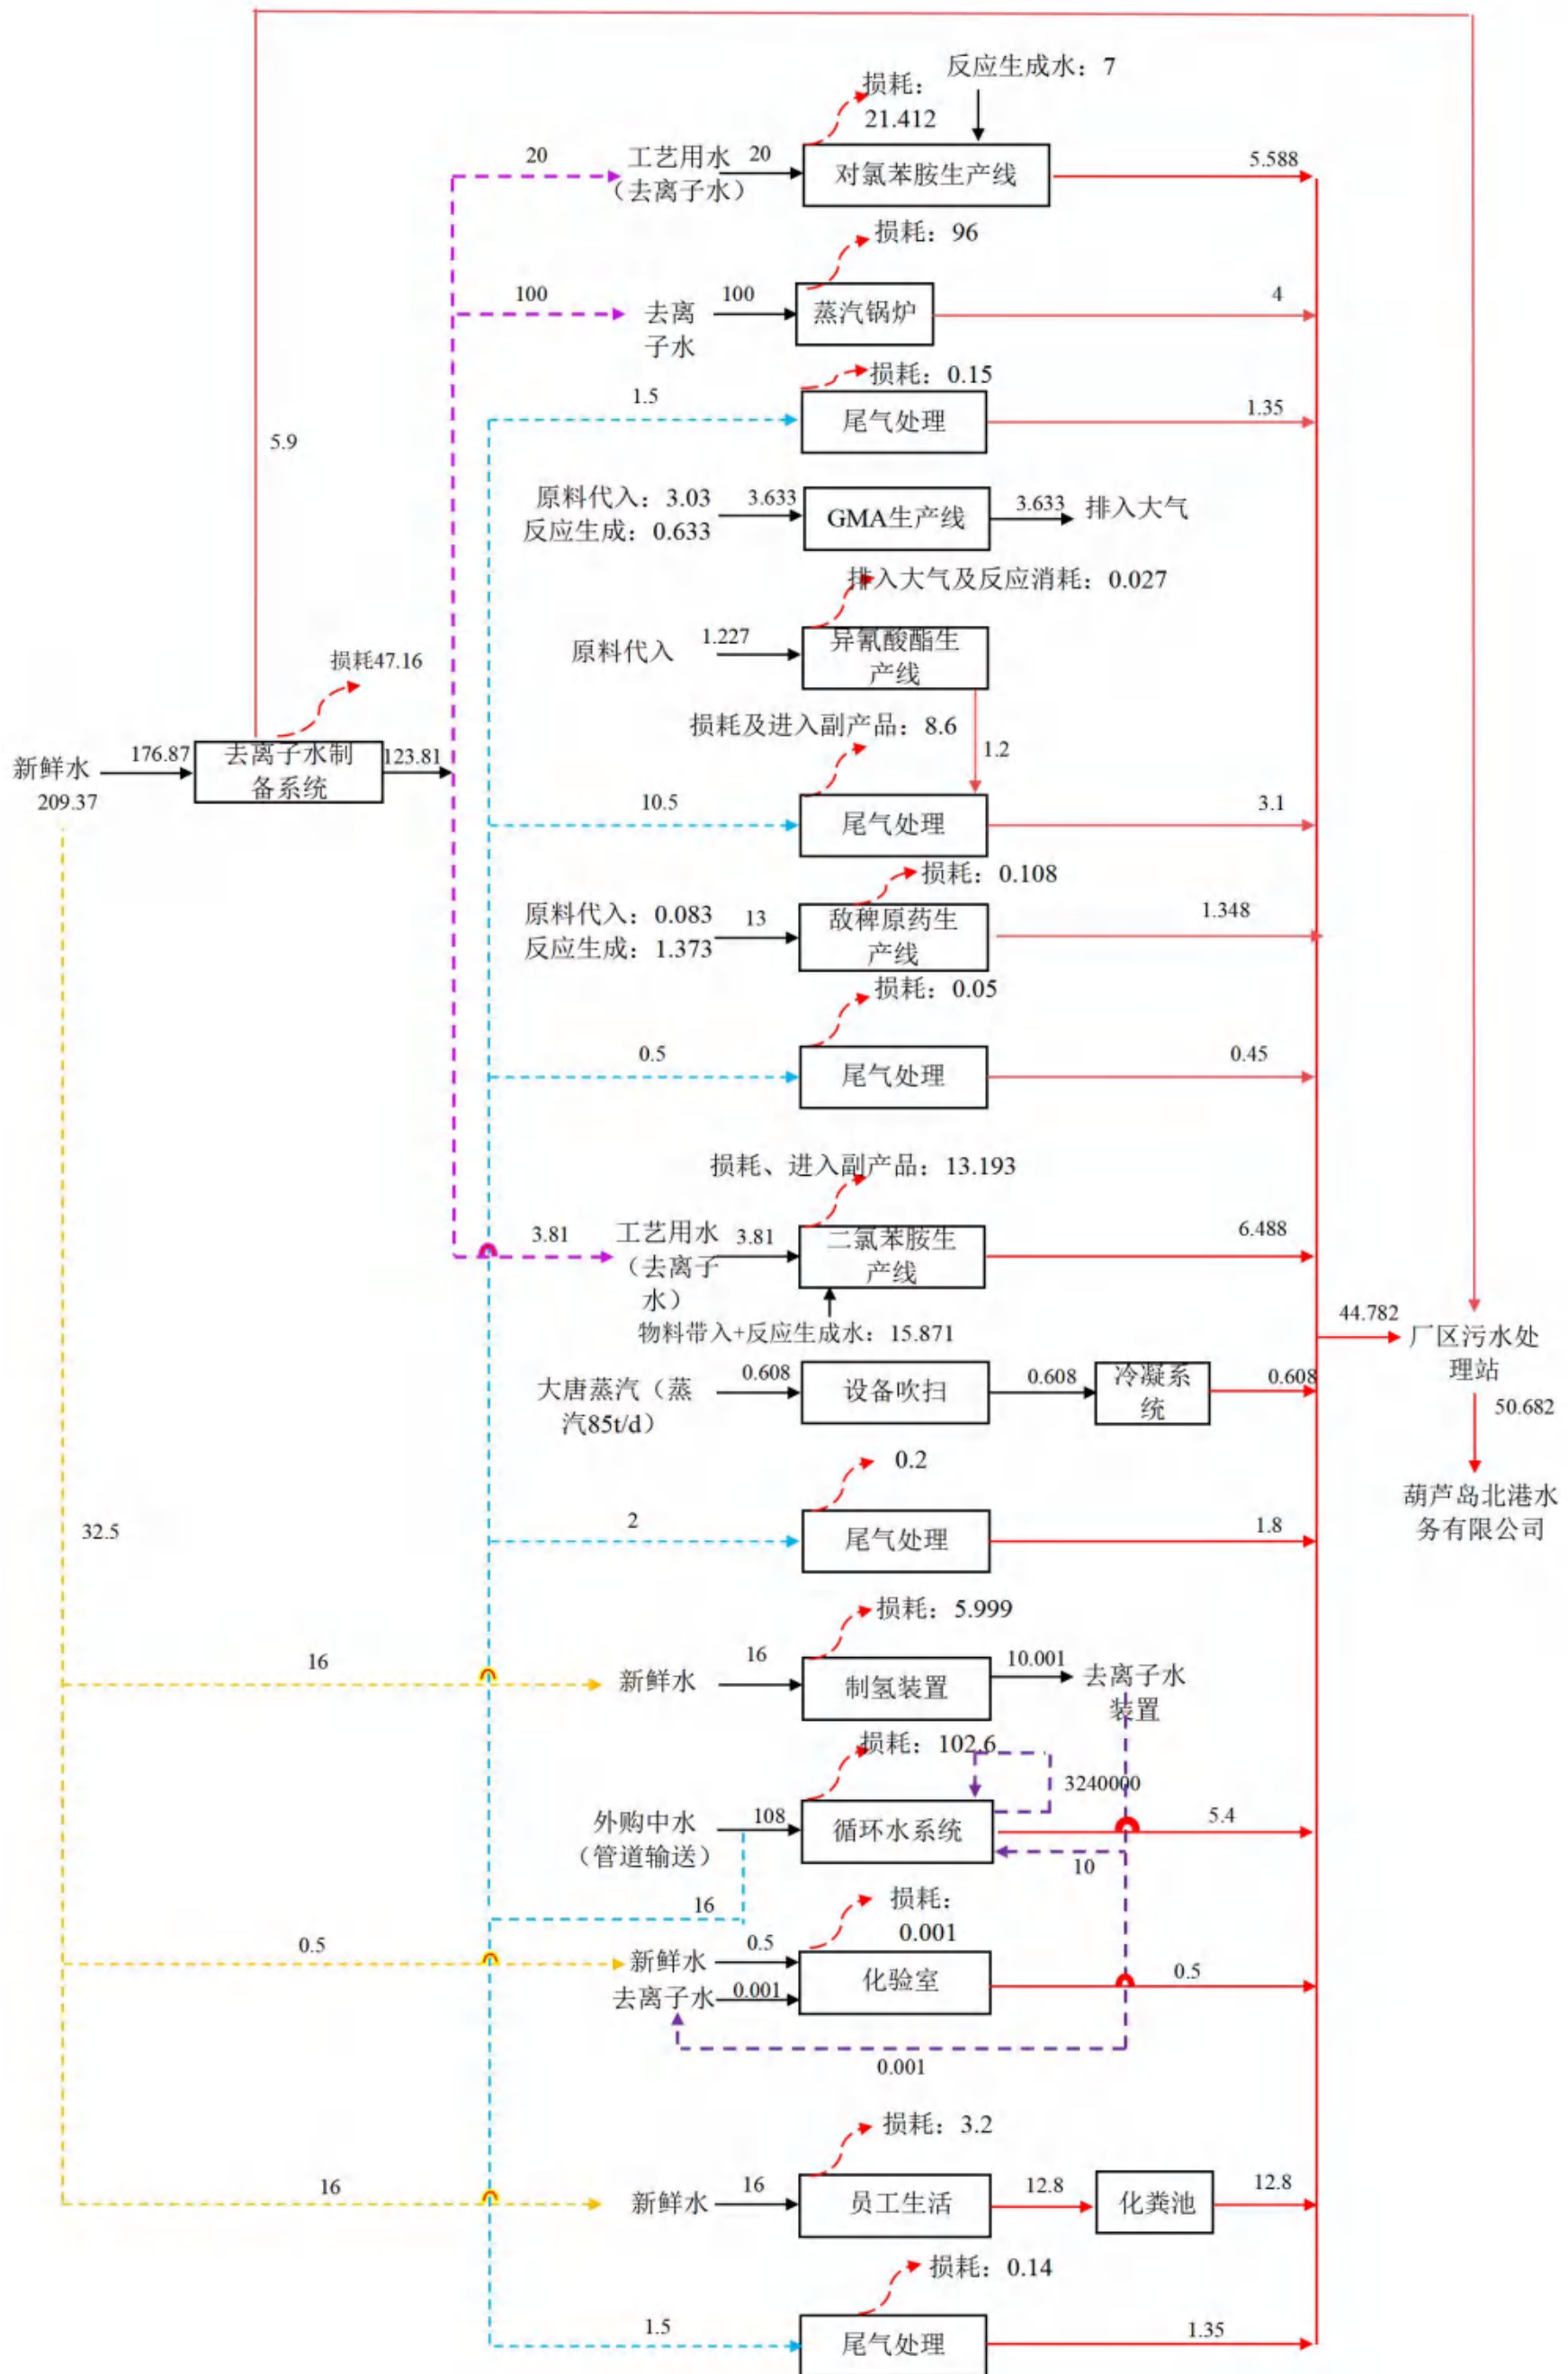 反应生成水：7
损耗：
21.412
20
工艺用水
（去离子水）
20
对氯苯胺生产线
5.588
损耗：96
100
去离
子水
100
蒸汽锅炉
4
损耗：0.15
1.5
尾气处理
1.35
5.9
原料代入：3.03
反应生成：0.633
3.633
GMA生产线
3.633
排入大气
排入大气及反应消耗：0.027
原料代入
1.227
异氰酸酯生
产线
1.2
损耗47.16
新鲜水
209.37
176.87
去离子水制
备系统
123.81
损耗及进入副产品：8.6
10.5
尾气处理
3.1
损耗：0.108
原料代入：0.083
反应生成：1.373
13
敌稗原药生
产线
1.348
损耗：0.05
0.5
尾气处理
0.45
损耗、进入副产品：13.193
3.81
工艺用水
（去离子
水）
3.81
二氯苯胺生
产线
6.488
物料带入+反应生成水：15.871
44.782
厂区污水处
理站
50.682
葫芦岛北港水
务有限公司
大唐蒸汽（蒸
汽85t/d）
0.608
设备吹扫
0.608
冷凝系
统
0.608
0.2
2
尾气处理
1.8
32.5
损耗：5.999
16
新鲜水
16
制氢装置
10.001
去离子水
装置
损耗：102.6
3240000
外购中水
（管道输送）
108
循环水系统
5.4
10
16
损耗：
0.001
0.5
新鲜水
0.5
去离子水
0.001
化验室
0.5
0.001
损耗：3.2
16
新鲜水
16
员工生活
12.8
化粪池
12.8
损耗：0.14
1.5
尾气处理
1.35